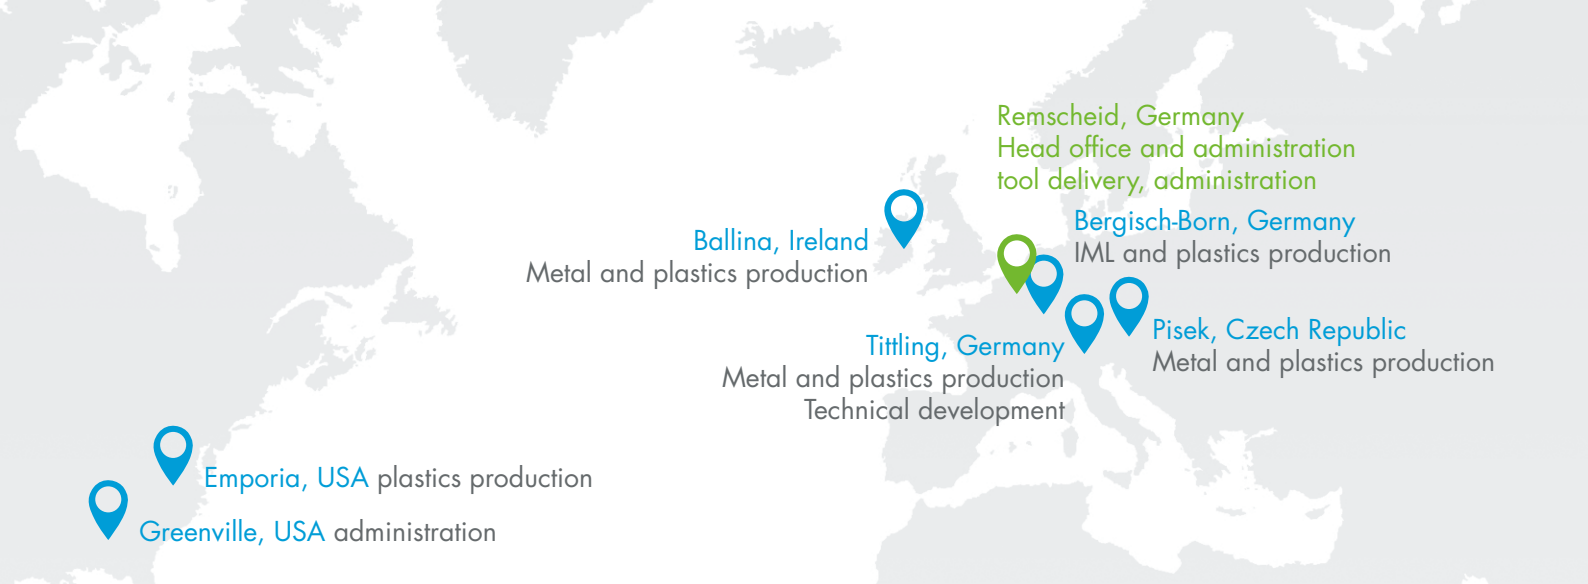 Remscheid, Germany
Head office and administration
tool delivery, administration
Bergisch-Born, Germany
IML and plastics production
Ballina, Ireland
Metal and plastics production
Pisek, Czech Republic
Metal and plastics production
Tittling, Germany
Metal and plastics production
Technical development
Emporia, USA plastics production
Greenville, USA administration